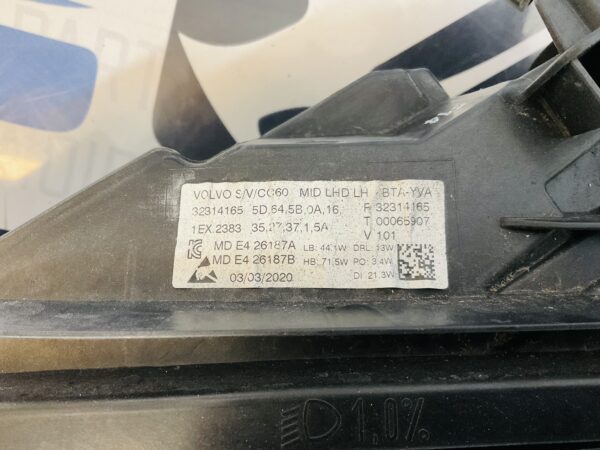 VOLVO S/V/CC60 MID LHD LH BTA-YVA
32314165 5D,64,5B,0A,16, P 32314165
1EX.2383 35,27,37,1,5A T 00065907
V 101
MD E4 26187A LB: 44,1W DRL: 13W
MD E4 26187B HB: 71,5W PO: 3,4W
03/03/2020 DI: 21,3W
1,0%